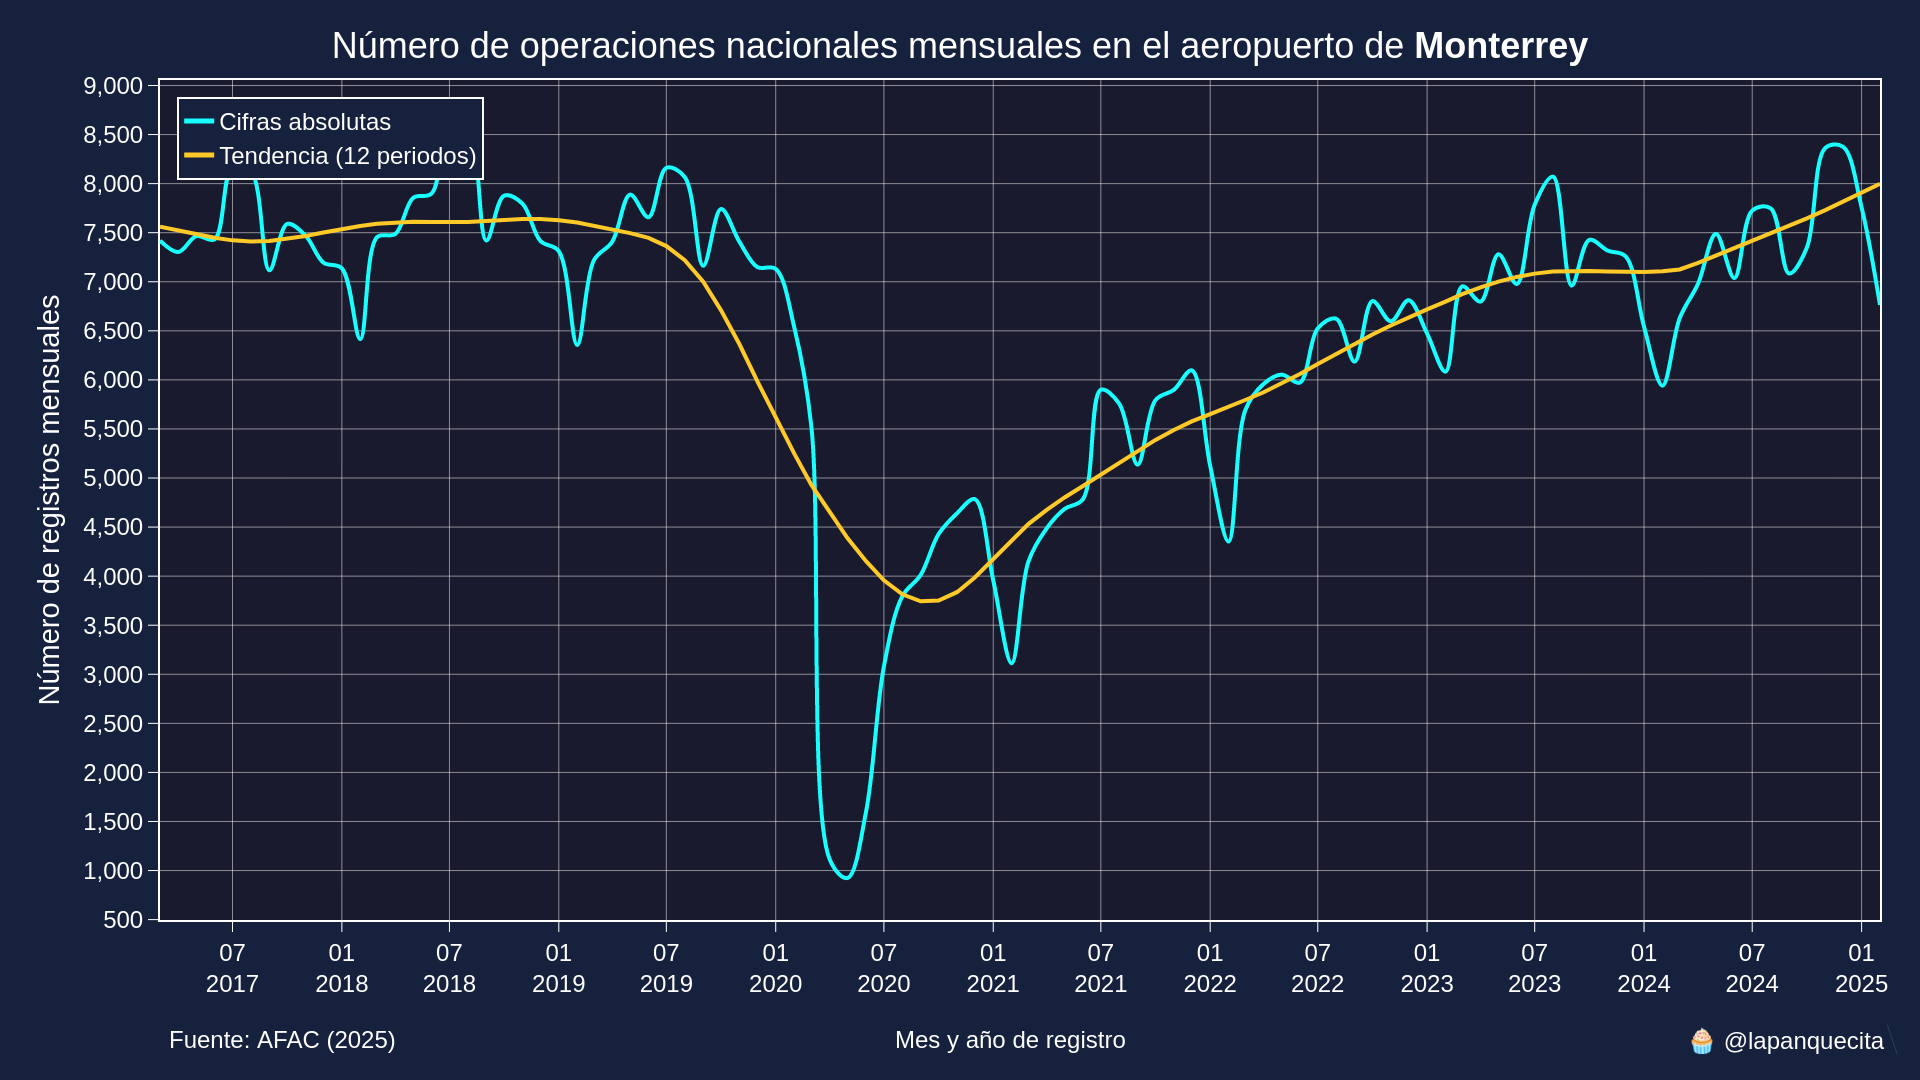 Número de operaciones nacionales mensuales en el aeropuerto de Monterrey
Número de registros mensuales
9,000
8,500
8,000
7,500
7,000
6,500
6,000
5,500
5,000
4,500
4,000
3,500
3,000
2,500
2,000
1,500
1,000
500
Cifras absolutas
Tendencia (12 periodos)
07 01 07 01 07 01 07 01 07 01 07 01 07 01 07 01
2017 2018 2018 2019 2019 2020 2020 2021 2021 2022 2022 2023 2023 2024 2024 2025
Fuente: AFAC (2025)
Mes y año de registro
🧁 @lapanquecita